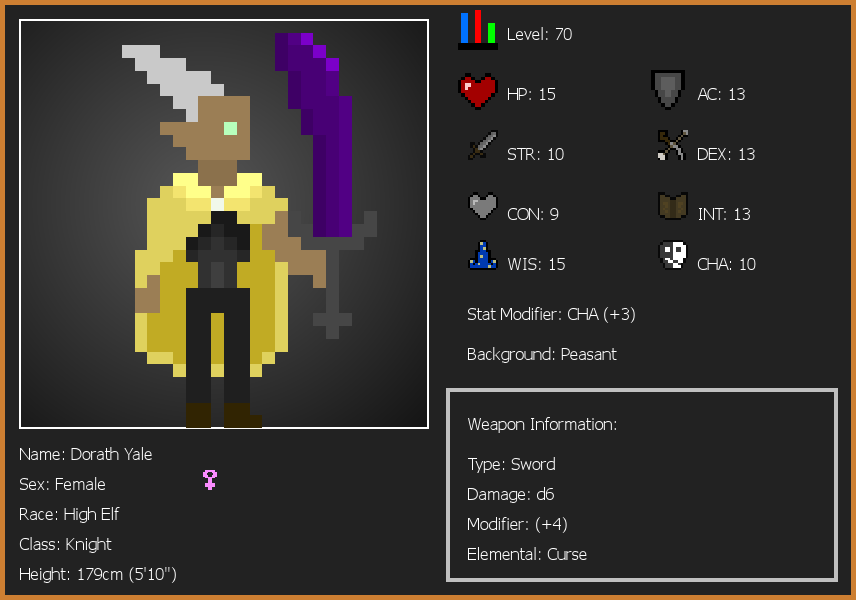 Level: 70
HP: 15
AC: 13
STR: 10
DEX: 13
CON: 9
INT: 13
WIS: 15
CHA: 10
Stat Modifier: CHA (+3)
Background: Peasant
Weapon Information:
Type: Sword
Damage: d6
Modifier: (+4)
Elemental: Curse
Name: Dorath Yale
Sex: Female
Race: High Elf
Class: Knight
Height: 179cm (5'10")